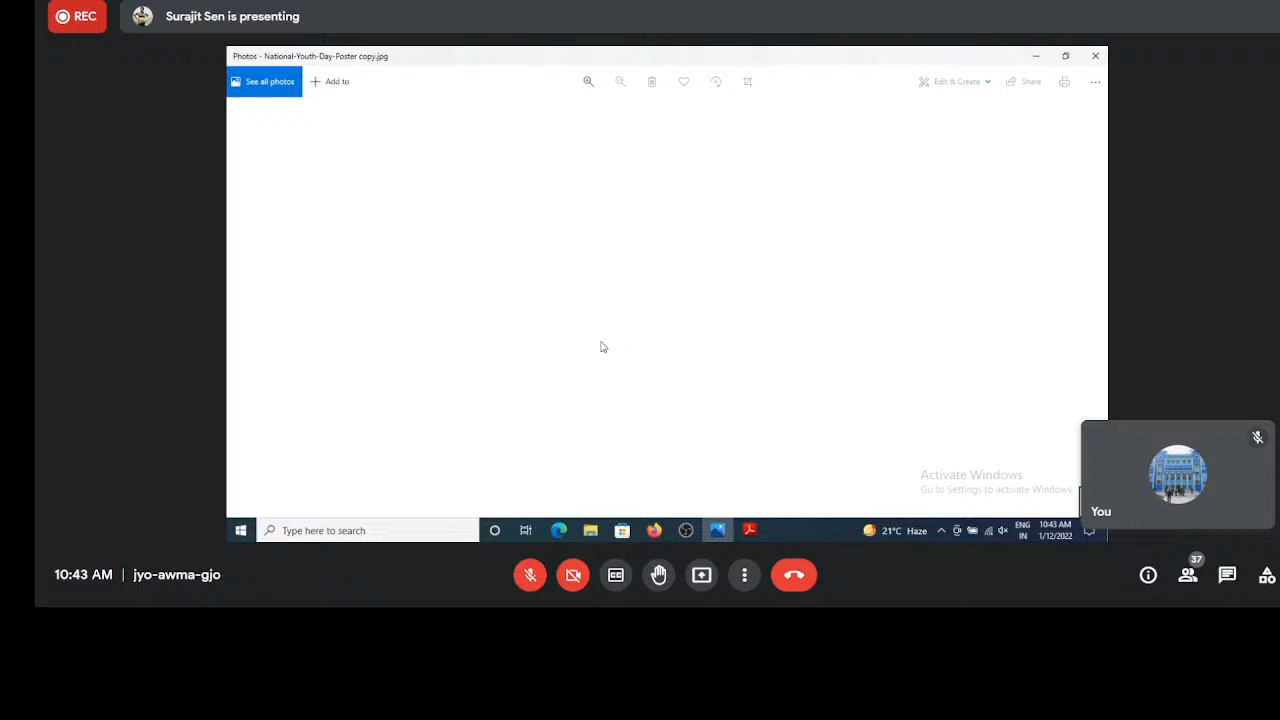 REC
Surajit Sen is presenting
Photos - National-Youth-Day-Poster copy.jpg
See all photos
Add to
Edit & Create
Share
Activate Windows
Go to Settings to activate Windows.
You
Type here to search
21°C Haze
ENG
IN
10:43 AM
1/12/2022
10:43 AM | jyo-awma-gjo
37